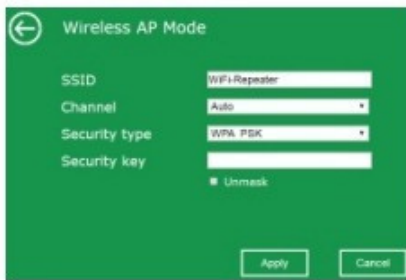 Wireless AP Mode
SSID WiFi-Repeater
Channel Auto
Security type WPA PSK
Security key
Unmask
Apply Cancel